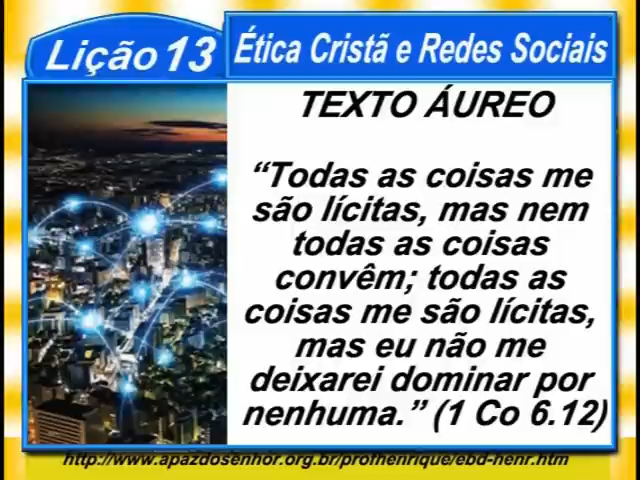 Lição 13
Ética Cristã e Redes Sociais
TEXTO ÁUREO
“Todas as coisas me
são lícitas, mas nem
todas as coisas
convêm; todas as
coisas me são lícitas,
mas eu não me
deixarei dominar por
nenhuma.” (1 Co 6.12)
http://www.apazdosenhor.org.br/profhenrique/ebd-henr.htm